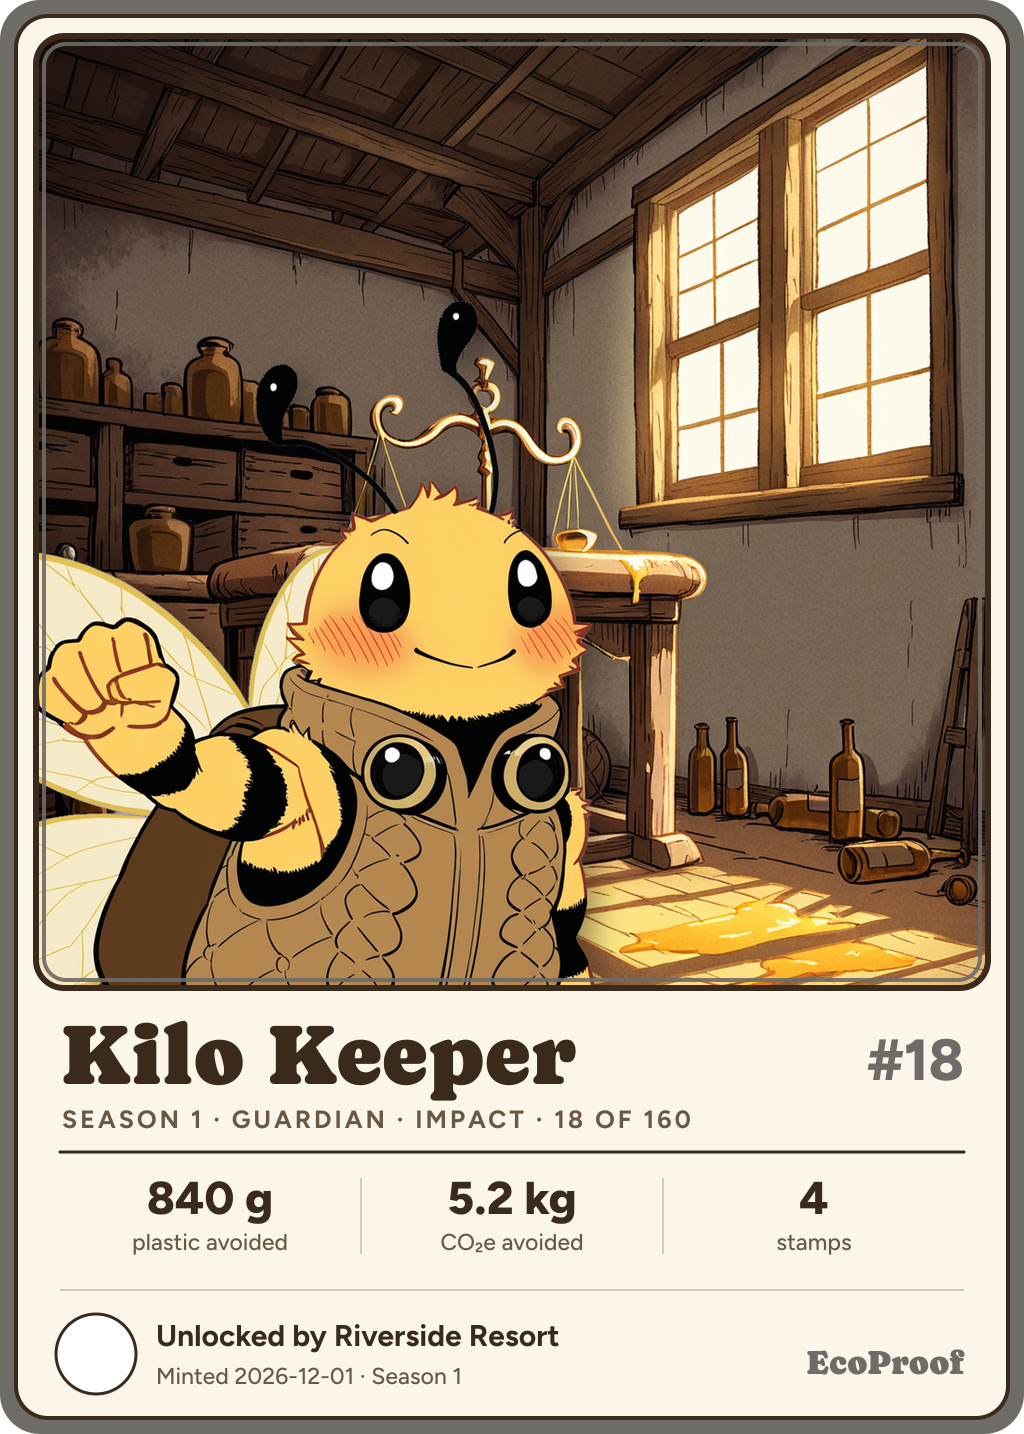 Kilo Keeper
#18
SEASON 1 · GUARDIAN · IMPACT · 18 OF 160
840 g
plastic avoided
5.2 kg
CO₂e avoided
4
stamps
Unlocked by Riverside Resort
Minted 2026-12-01 · Season 1
EcoProof